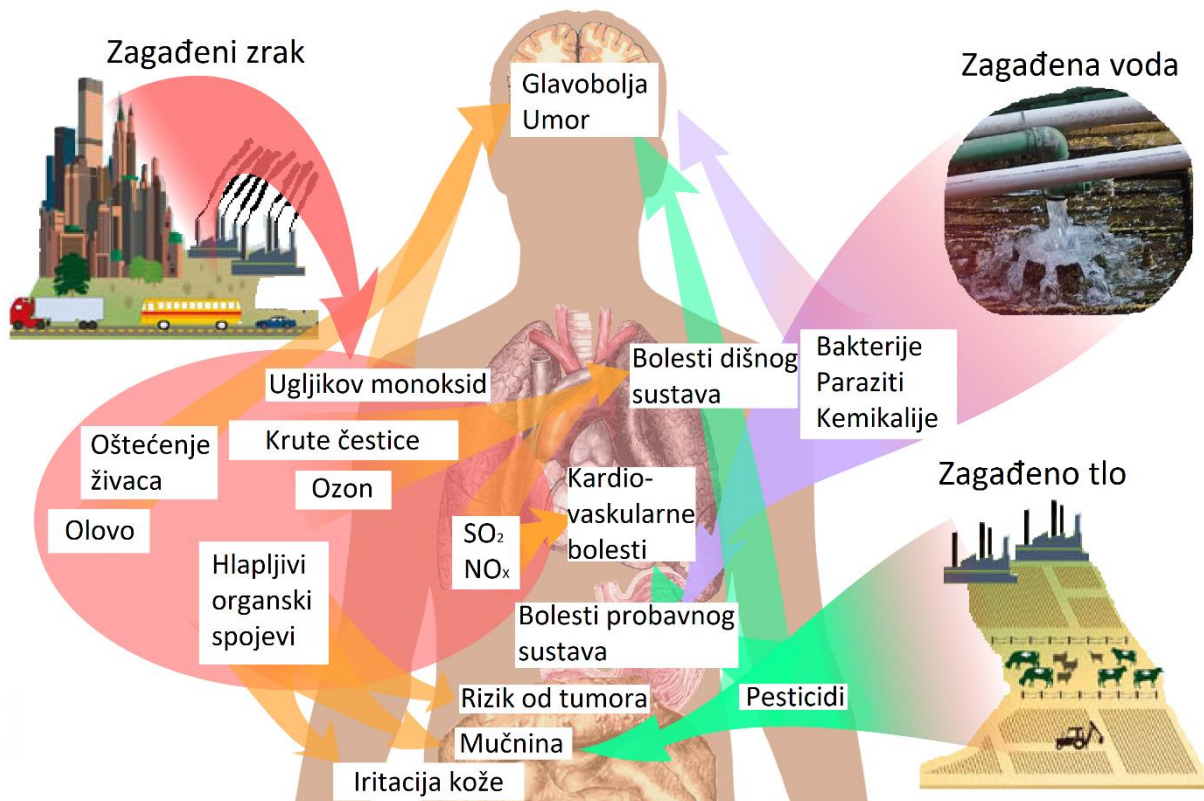 Zagađeni zrak
Glavobolja
Umor
Zagađena voda
Ugljikov monoksid
Bolesti dišnog
sustava
Bakterije
Paraziti
Kemikalije
Oštećenje
živaca
Krute čestice
Ozon
Olovo
Kardio-
vaskularne
bolesti
Zagađeno tlo
SO₂
NOₓ
Hlapljivi
organski
spojevi
Bolesti probavnog
sustava
Rizik od tumora
Pesticidi
Mučnina
Iritacija kože